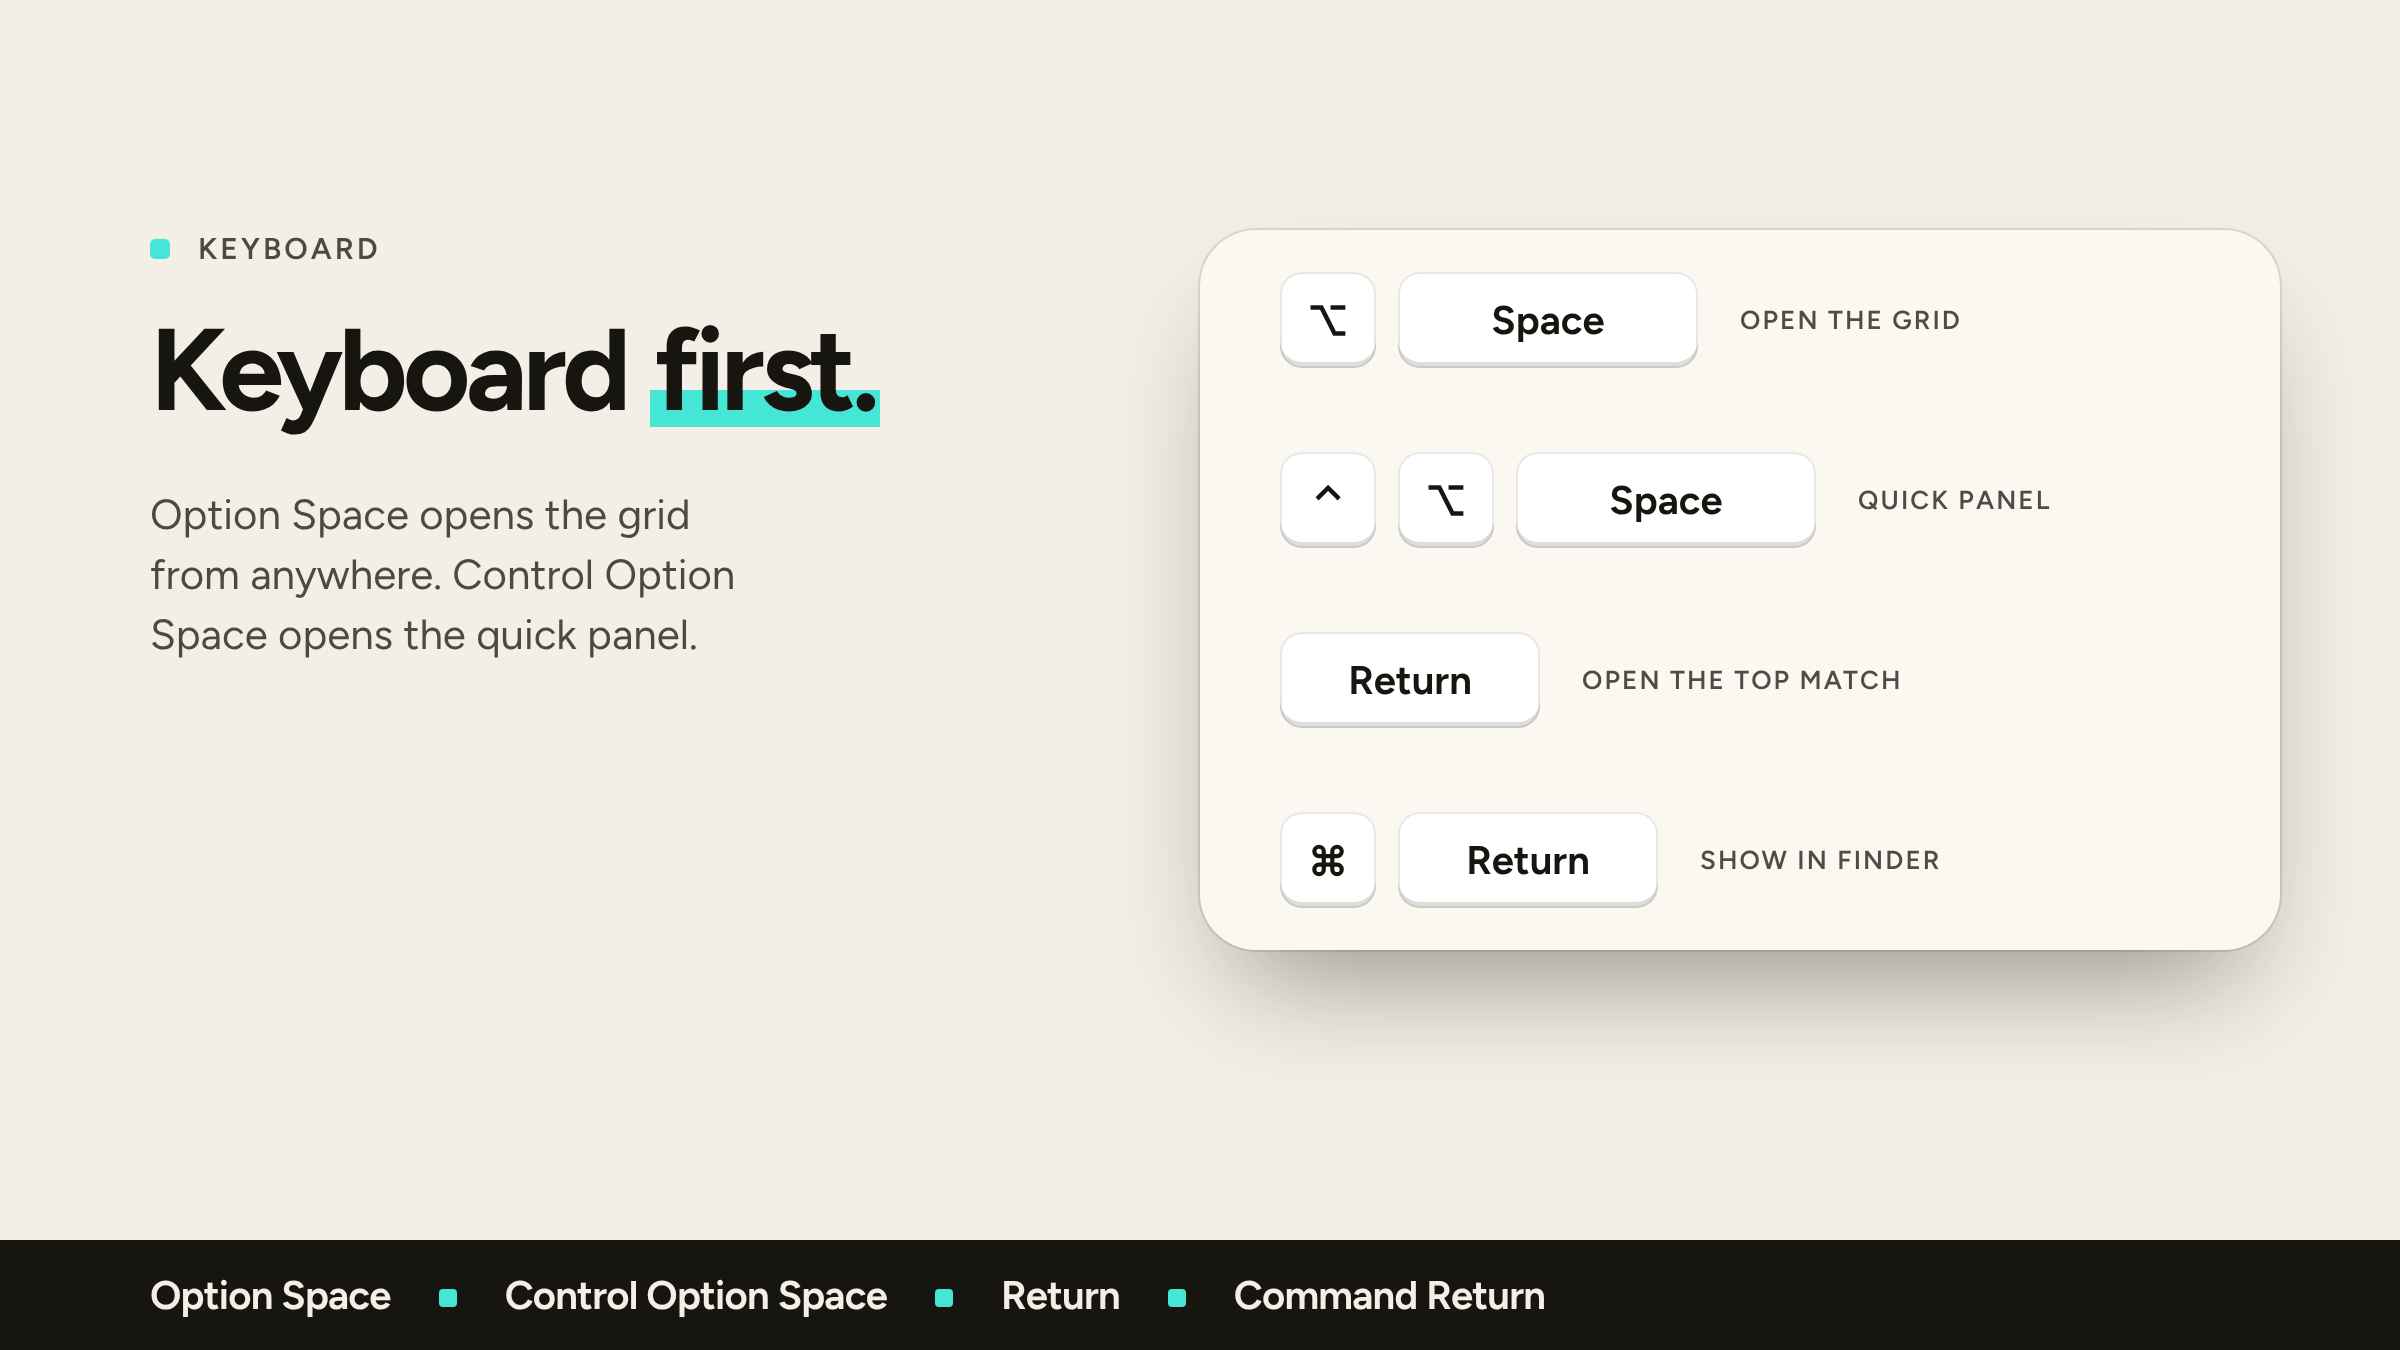 KEYBOARD
Keyboard first.
Option Space opens the grid
from anywhere. Control Option
Space opens the quick panel.
⌥ Space OPEN THE GRID
^ ⌥ Space QUICK PANEL
Return OPEN THE TOP MATCH
⌘ Return SHOW IN FINDER
Option Space Control Option Space Return Command Return